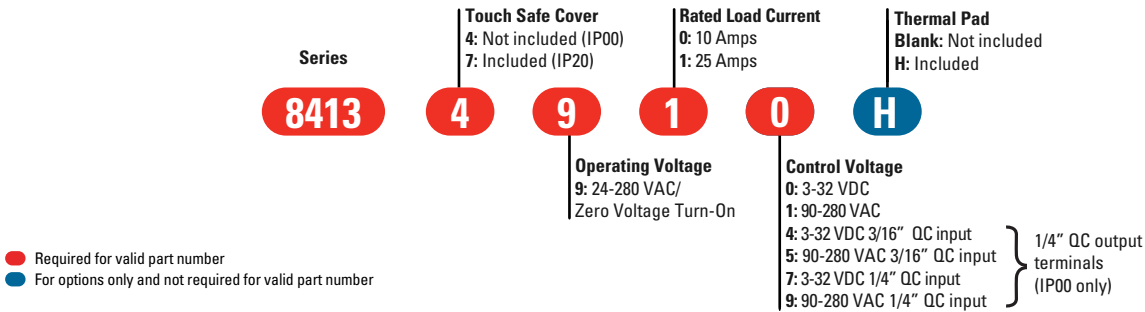 Touch Safe Cover
4: Not included (IP00)
7: Included (IP20)
Rated Load Current
0: 10 Amps
1: 25 Amps
Thermal Pad
Blank: Not included
H: Included
Series
8413
4
9
1
0
H
Operating Voltage
9: 24-280 VAC/
Zero Voltage Turn-On
Control Voltage
0: 3-32 VDC
1: 90-280 VAC
4: 3-32 VDC 3/16” QC input
5: 90-280 VAC 3/16” QC input
7: 3-32 VDC 1/4” QC input
9: 90-280 VAC 1/4” QC input
1/4” QC output
terminals
(IP00 only)
Required for valid part number
For options only and not required for valid part number